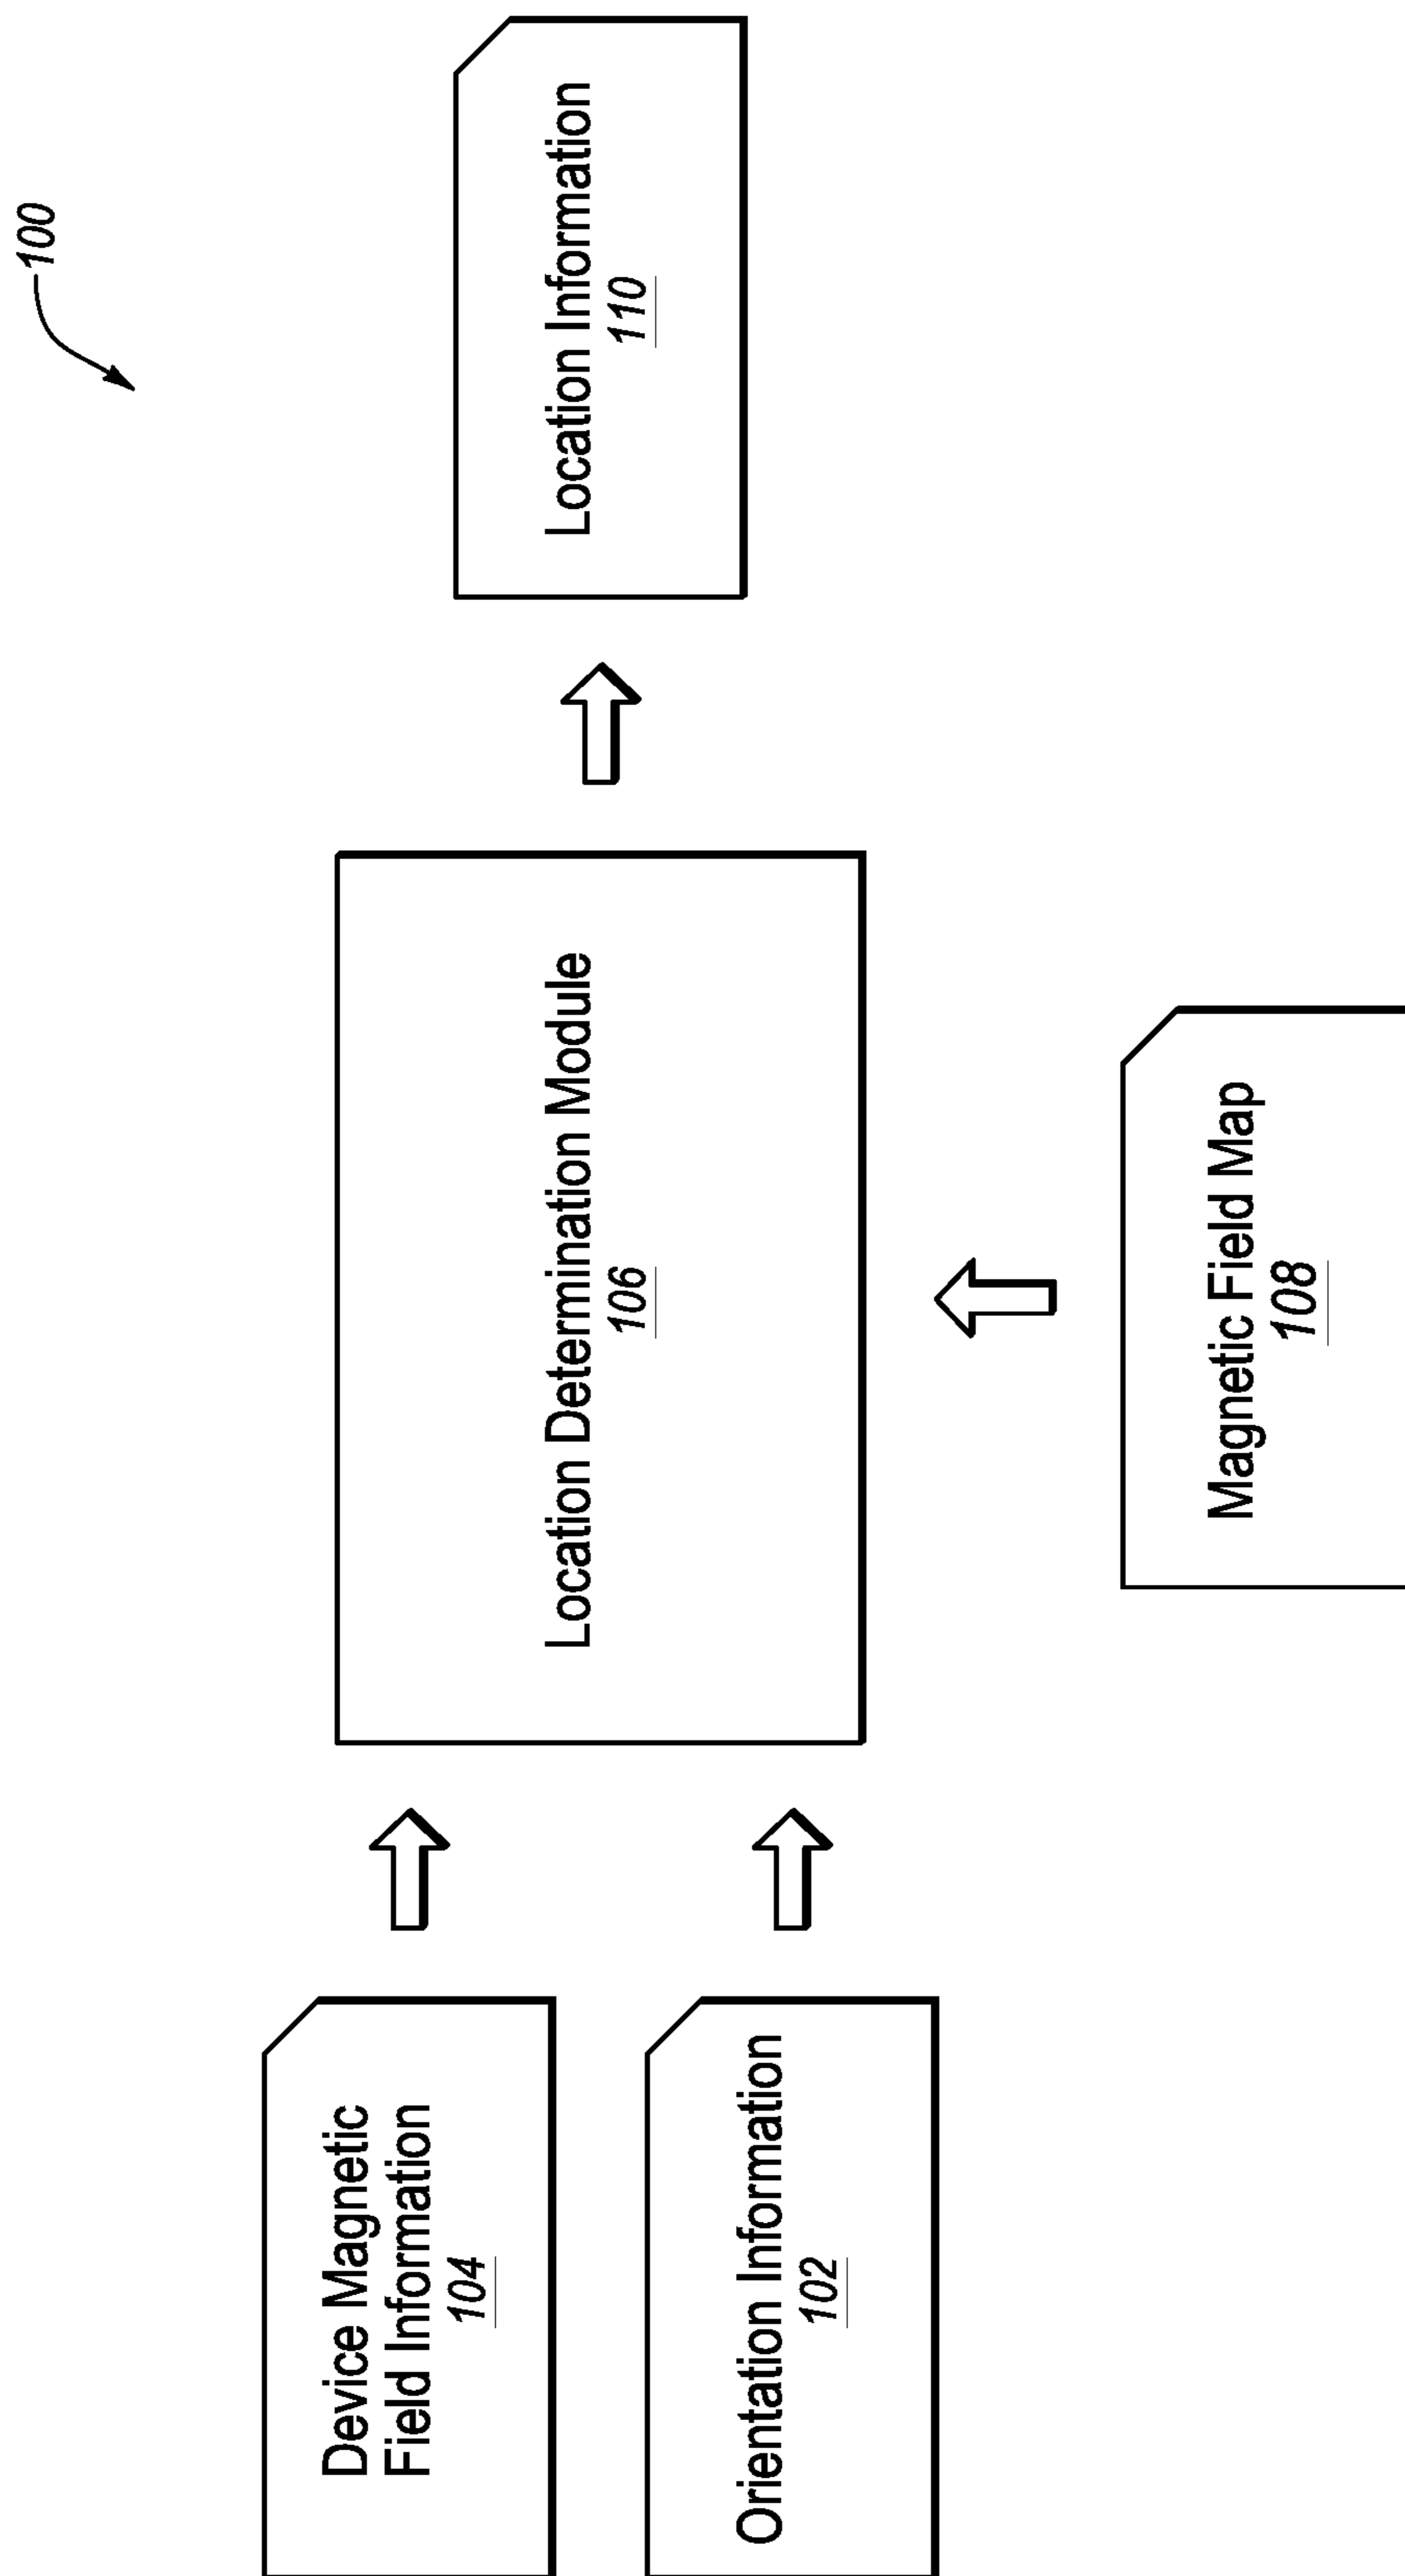 100
Device Magnetic
Field Information
104
Orientation Information
102
Location Determination Module
106
Location Information
110
Magnetic Field Map
108